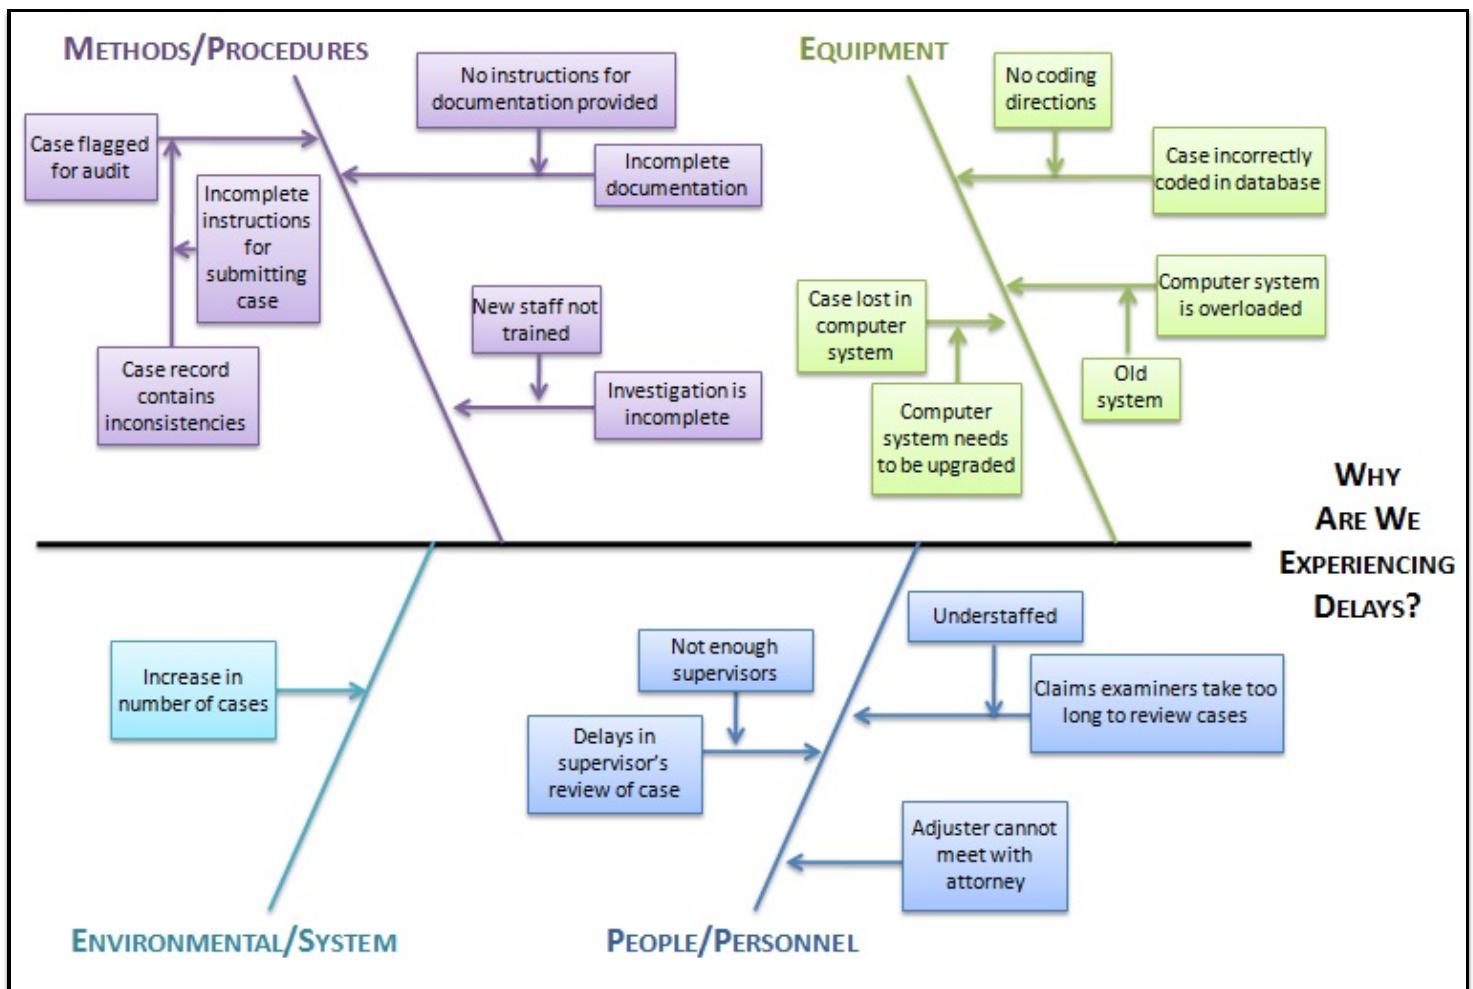 METHODS/PROCEDURES
No instructions for
documentation provided
Case flagged
for audit
Incomplete
documentation
Incomplete
instructions
for
submitting
case
New staff not
trained
Case record
contains
inconsistencies
Investigation is
incomplete
EQUIPMENT
No coding
directions
Case incorrectly
coded in database
Computer system
is overloaded
Case lost in
computer
system
Old
system
Computer
system needs
to be upgraded
WHY
ARE WE
EXPERIENCING
DELAYS?
Increase in
number of cases
ENVIRONMENTAL/SYSTEM
Understaffed
Not enough
supervisors
Claims examiners take too
long to review cases
Delays in
supervisor’s
review of case
Adjuster cannot
meet with
attorney
PEOPLE/PERSONNEL